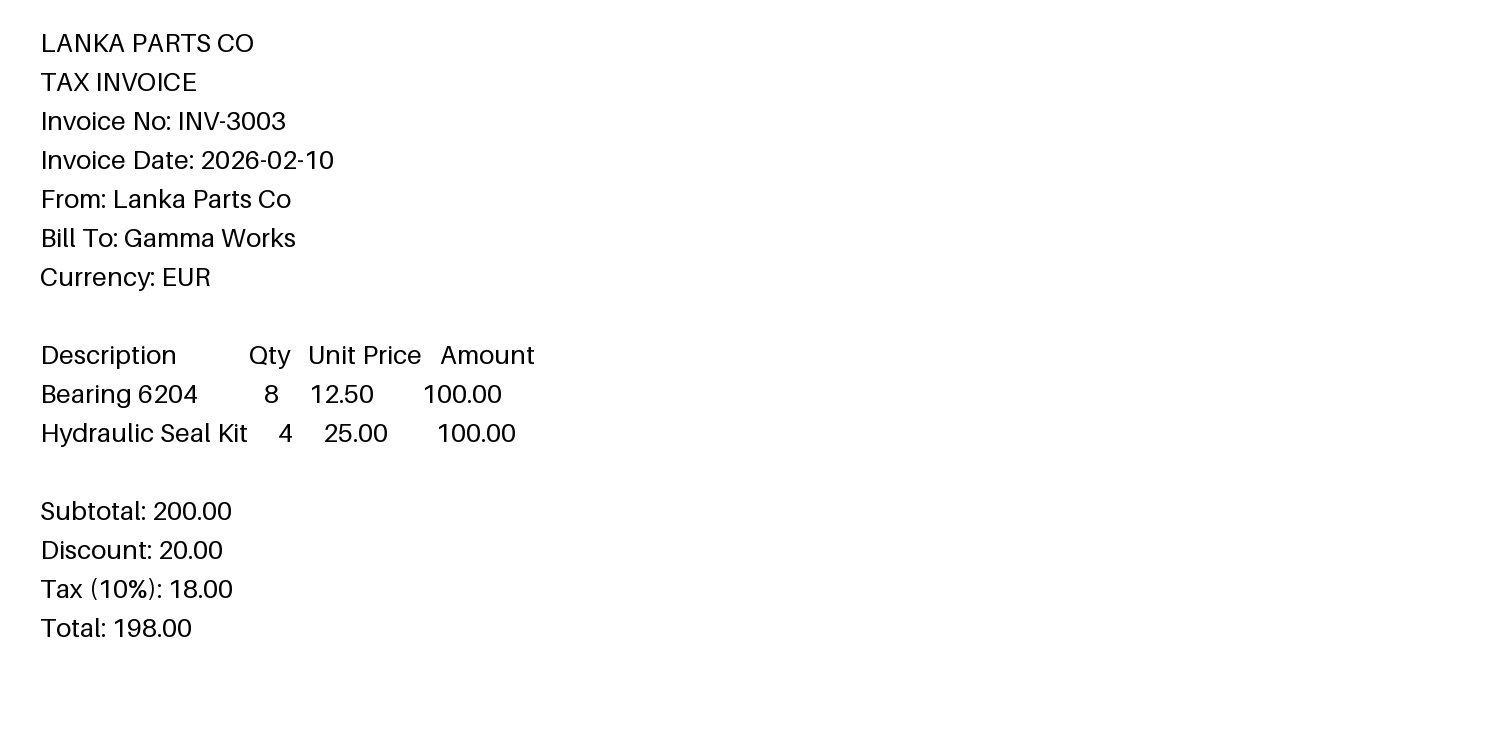 LANKA PARTS CO
TAX INVOICE
Invoice No: INV-3003
Invoice Date: 2026-02-10
From: Lanka Parts Co
Bill To: Gamma Works
Currency: EUR
Description Qty Unit Price Amount
Bearing 6204 8 12.50 100.00
Hydraulic Seal Kit 4 25.00 100.00
Subtotal: 200.00
Discount: 20.00
Tax (10%): 18.00
Total: 198.00